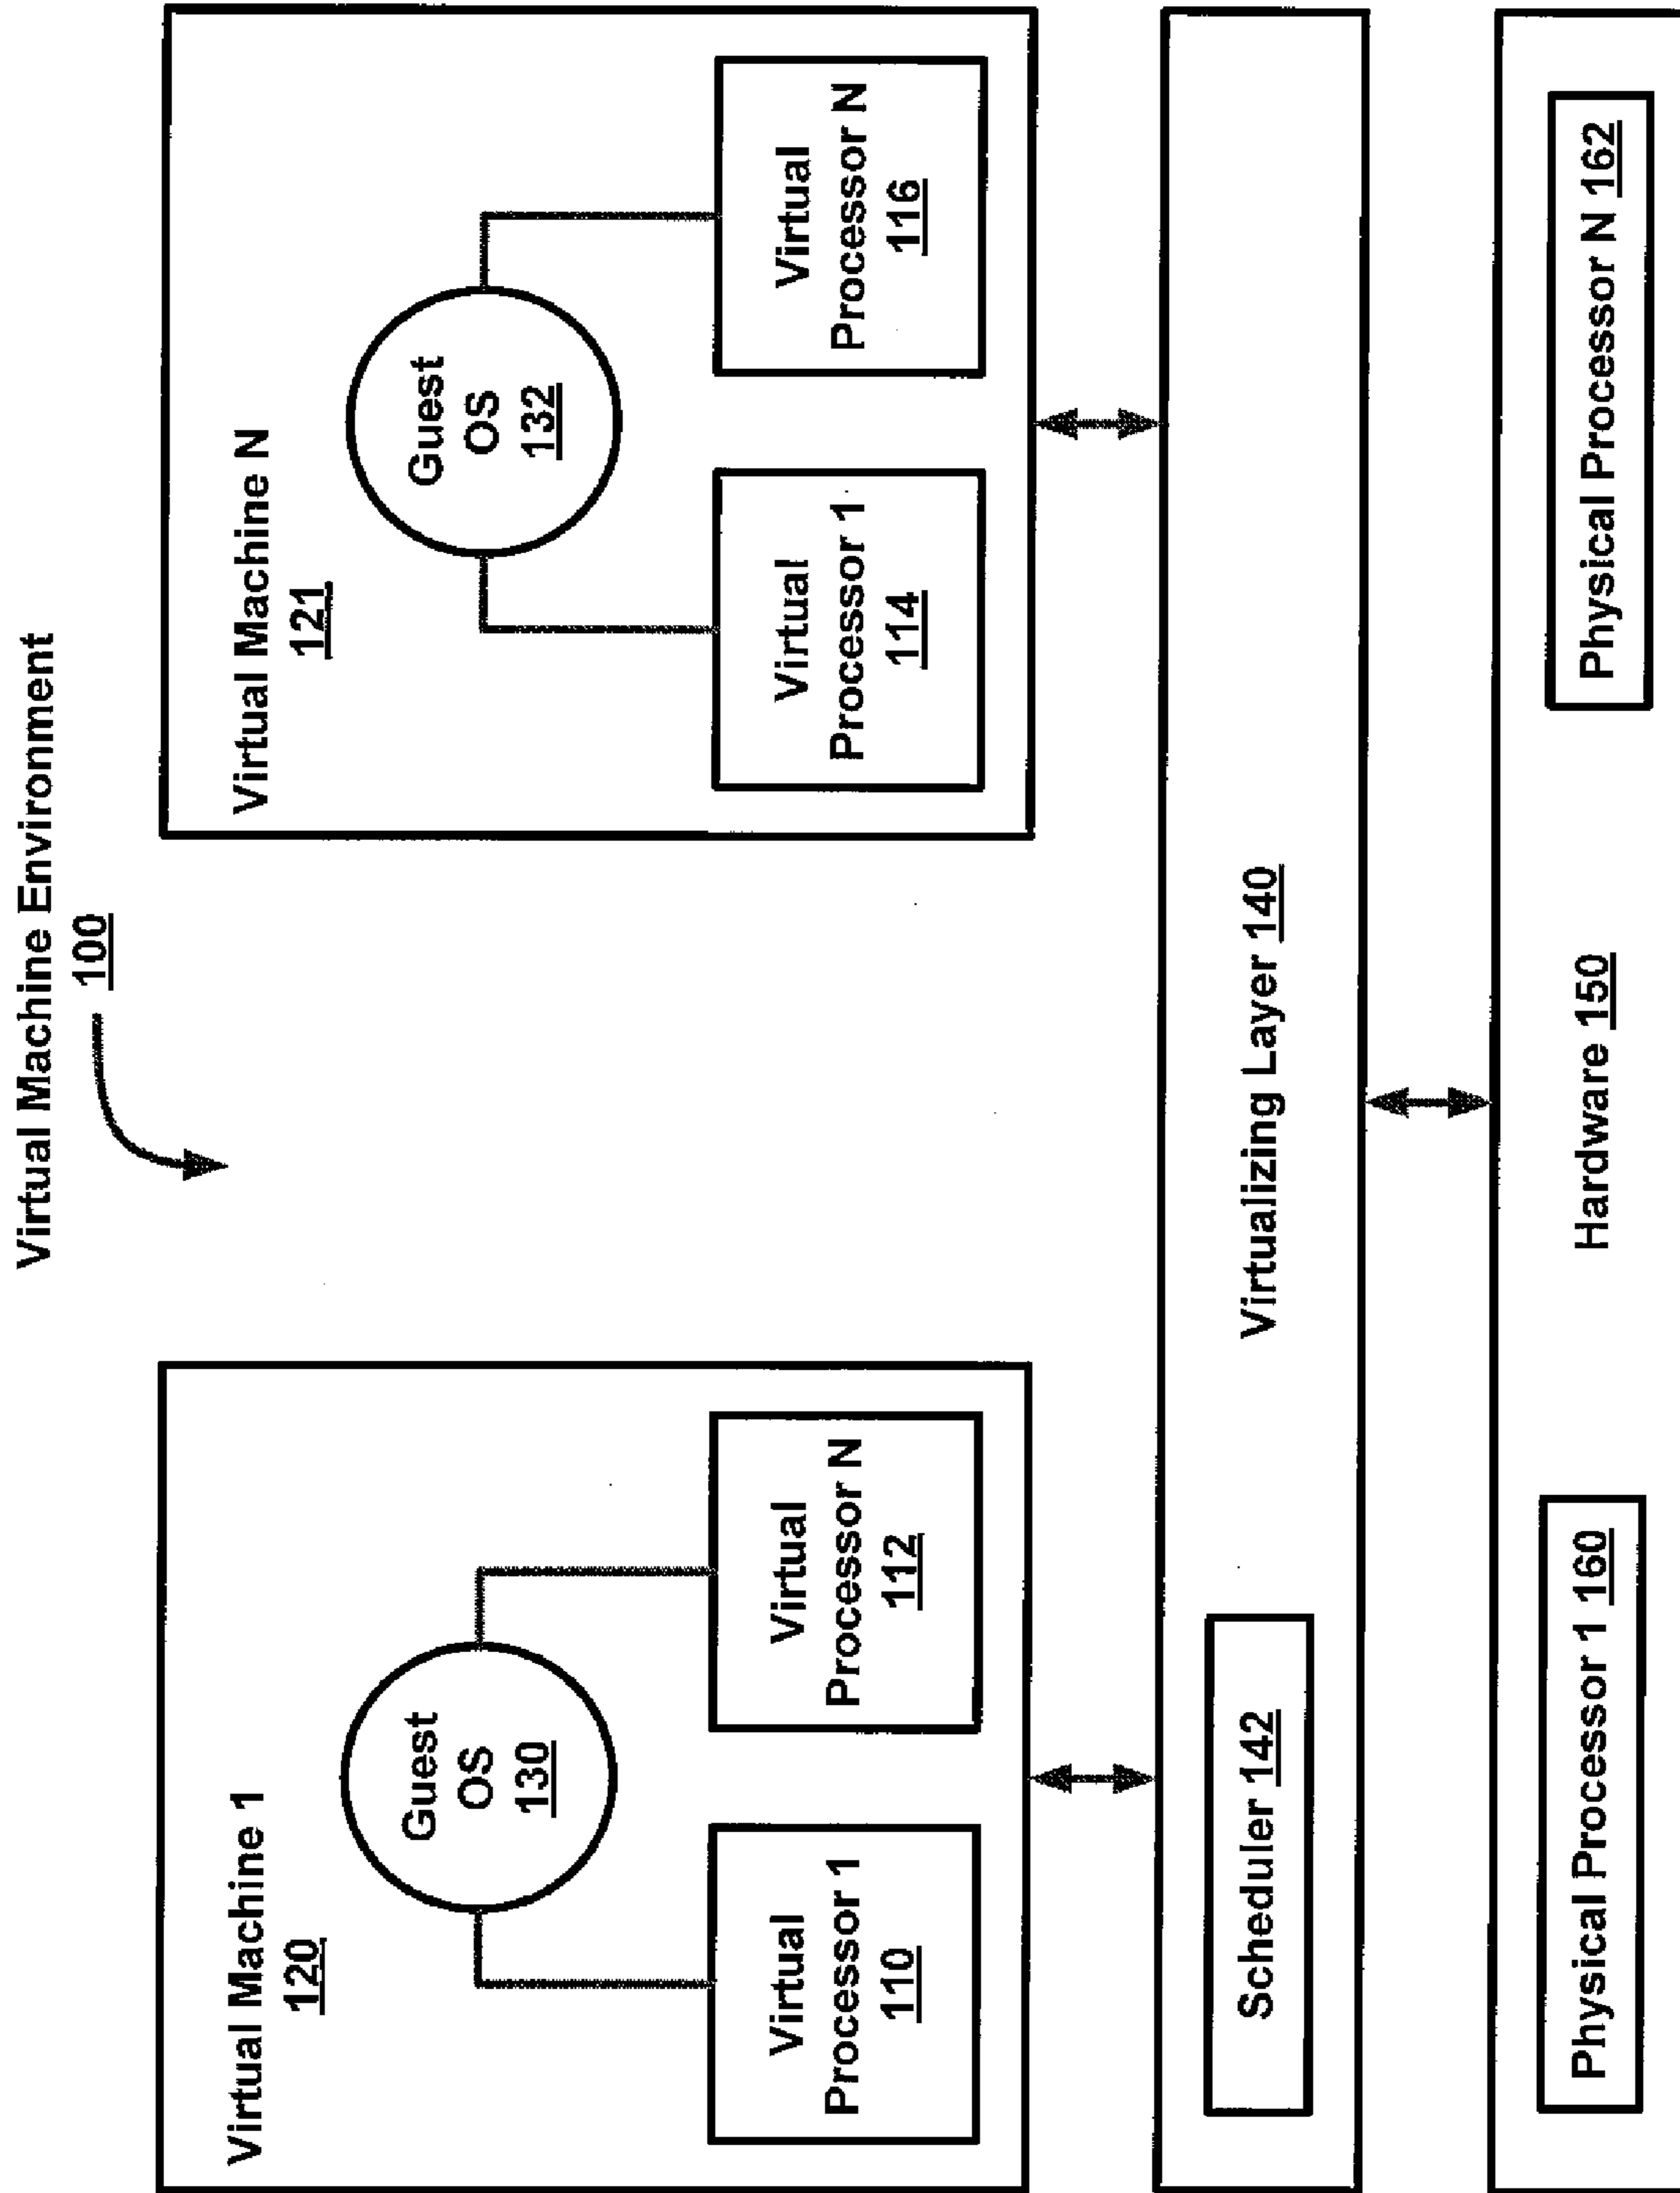 Virtual Machine Environment
100
Virtual Machine 1
120
Guest
OS
130
Virtual
Processor 1
110
Virtual
Processor N
112
Virtual Machine N
121
Guest
OS
132
Virtual
Processor 1
114
Virtual
Processor N
116
Scheduler 142
Virtualizing Layer 140
Physical Processor 1 160
Hardware 150
Physical Processor N 162